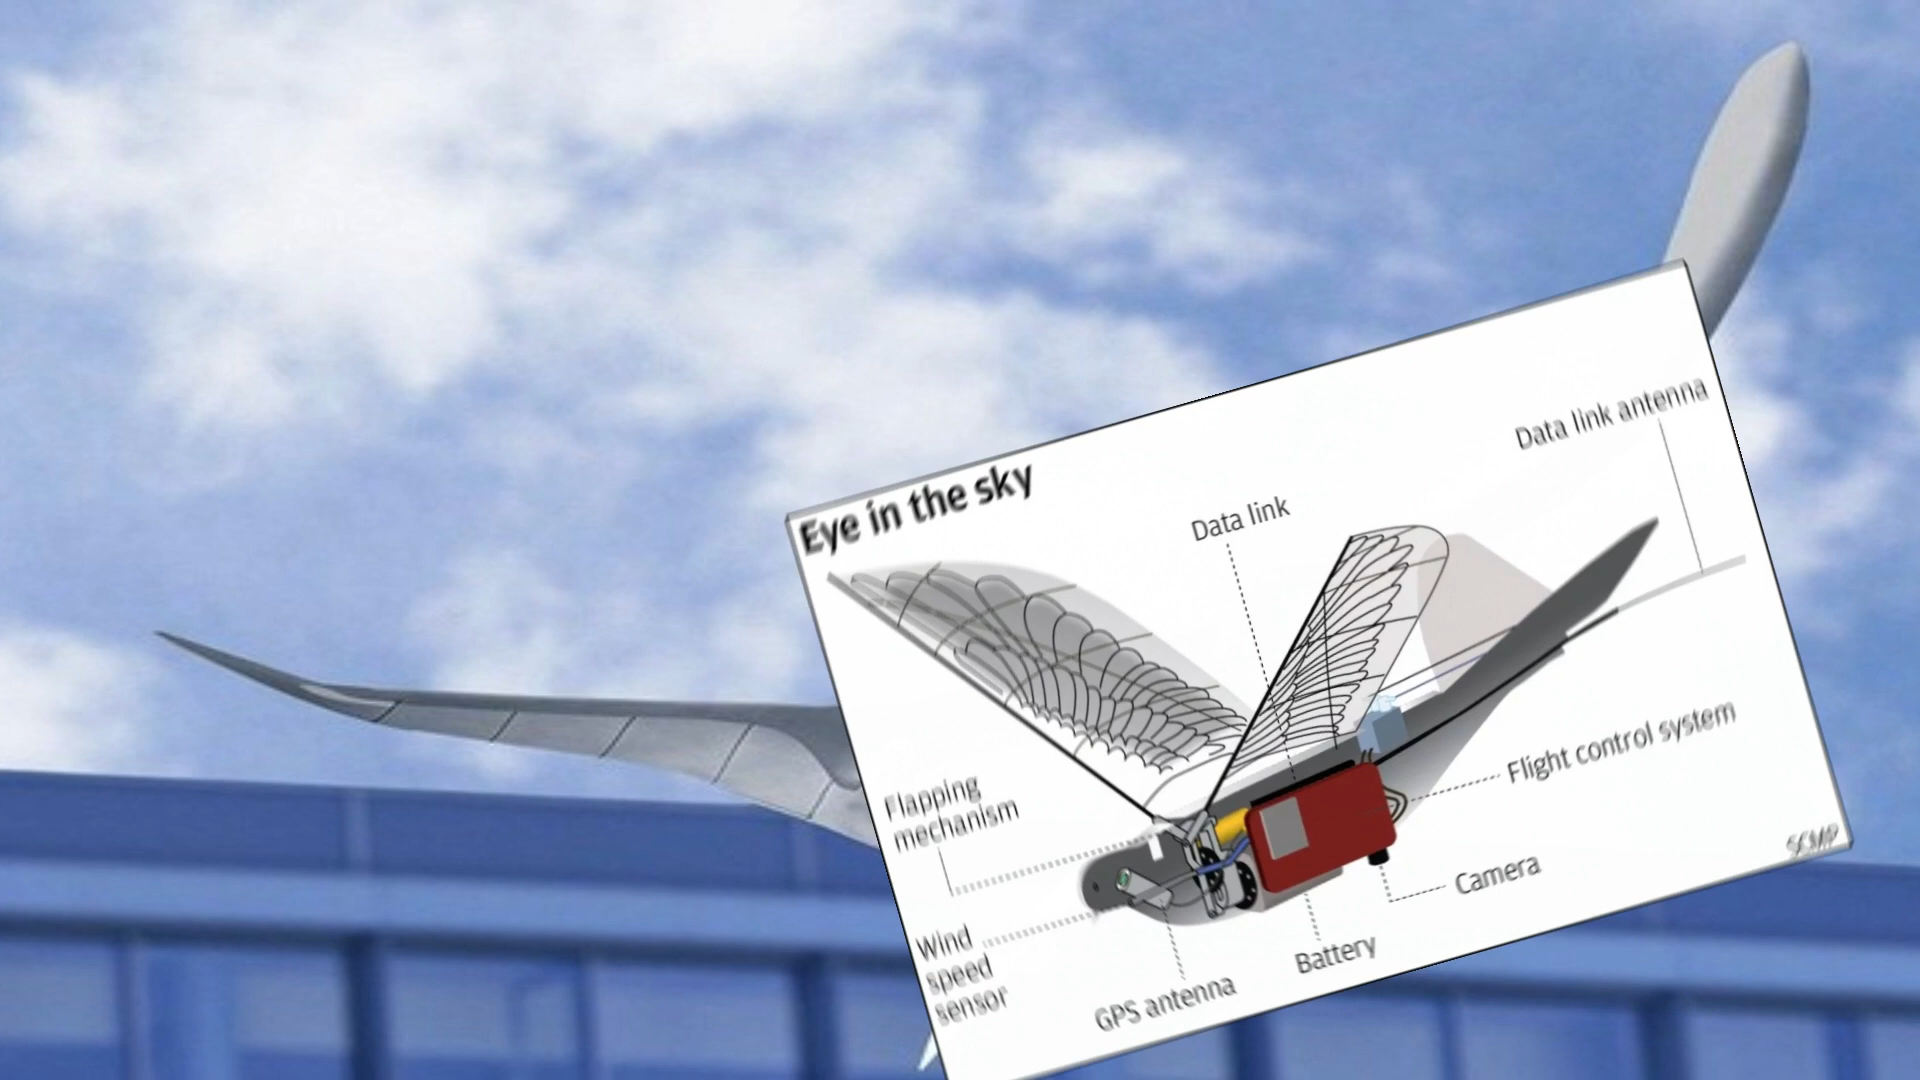 Eye in the sky
Data link antenna
Data link
Flight control system
Flapping
mechanism
SCMP
Camera
Wind
speed
sensor
Battery
GPS antenna